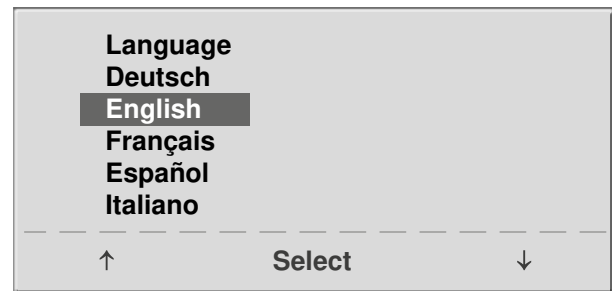 Language
Deutsch
English
Français
Español
Italiano
↑ Select ↓